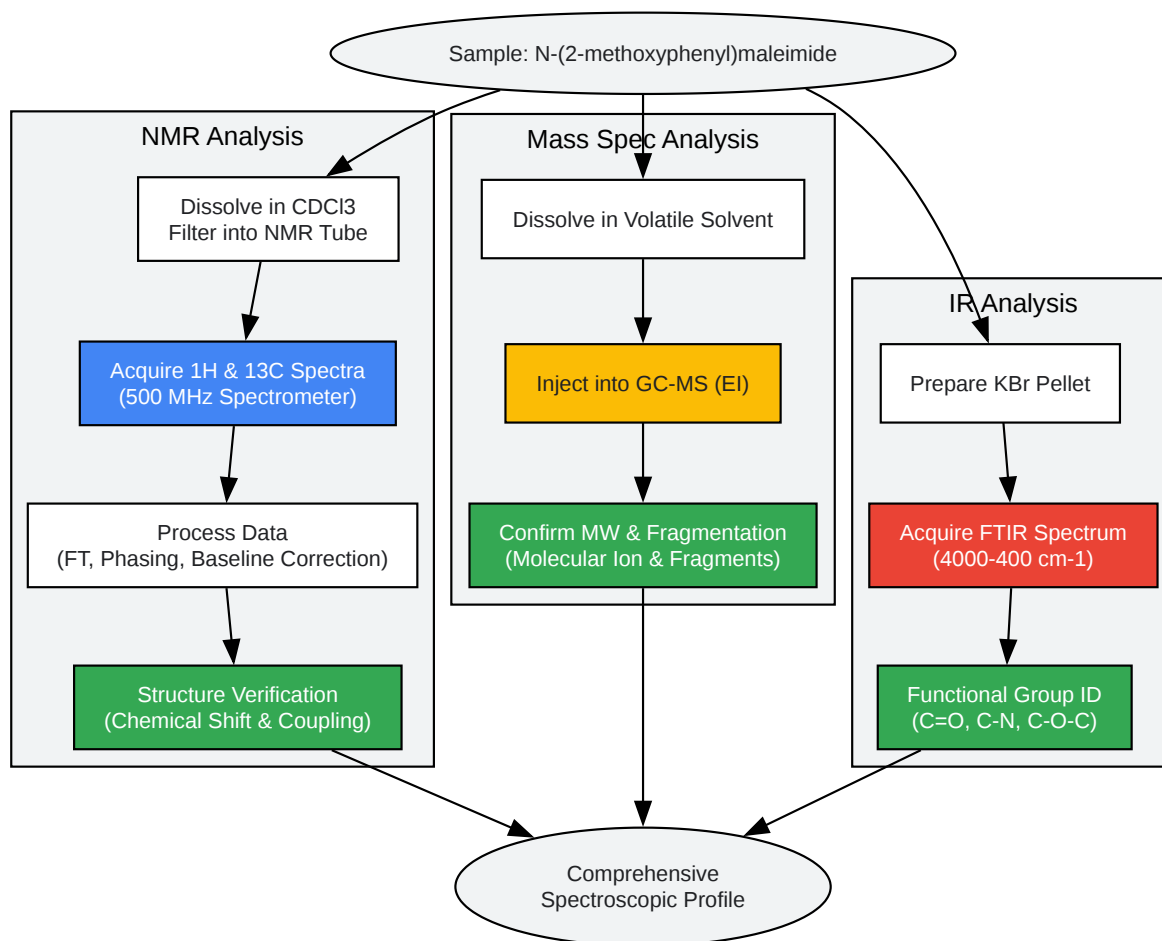 Sample: N-(2-methoxyphenyl)maleimide
NMR Analysis
Dissolve in CDCl3
Filter into NMR Tube
Acquire 1H & 13C Spectra
(500 MHz Spectrometer)
Process Data
(FT, Phasing, Baseline Correction)
Structure Verification
(Chemical Shift & Coupling)
Mass Spec Analysis
Dissolve in Volatile Solvent
Inject into GC-MS (EI)
Confirm MW & Fragmentation
(Molecular Ion & Fragments)
IR Analysis
Prepare KBr Pellet
Acquire FTIR Spectrum
(4000-400 cm-1)
Functional Group ID
(C=O, C-N, C-O-C)
Comprehensive
Spectroscopic Profile